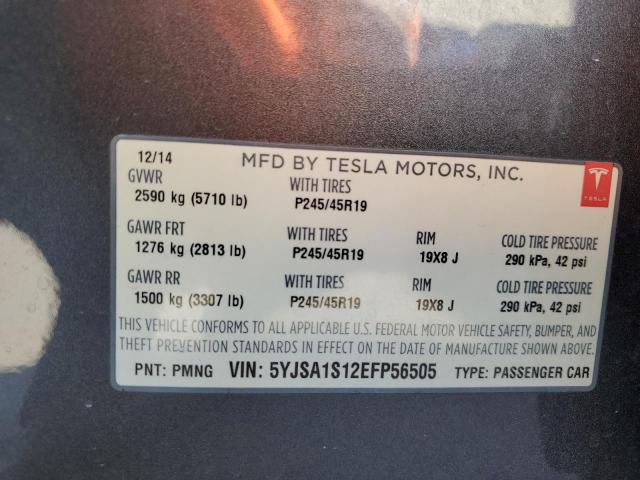 12/14 MFD BY TESLA MOTORS, INC.
GVWR WITH TIRES
2590 kg (5710 lb) P245/45R19
TESLA
GAWR FRT WITH TIRES RIM COLD TIRE PRESSURE
1276 kg (2813 lb) P245/45R19 19X8 J 290 kPa, 42 psi
GAWR RR WITH TIRES RIM COLD TIRE PRESSURE
1500 kg (3307 lb) P245/45R19 19X8 J 290 kPa, 42 psi
THIS VEHICLE CONFORMS TO ALL APPLICABLE U.S. FEDERAL MOTOR VEHICLE SAFETY, BUMPER, AND
THEFT PREVENTION STANDARDS IN EFFECT ON THE DATE OF MANUFACTURE SHOWN ABOVE.
PNT: PMNG VIN: 5YJSA1S12EFP56505 TYPE: PASSENGER CAR